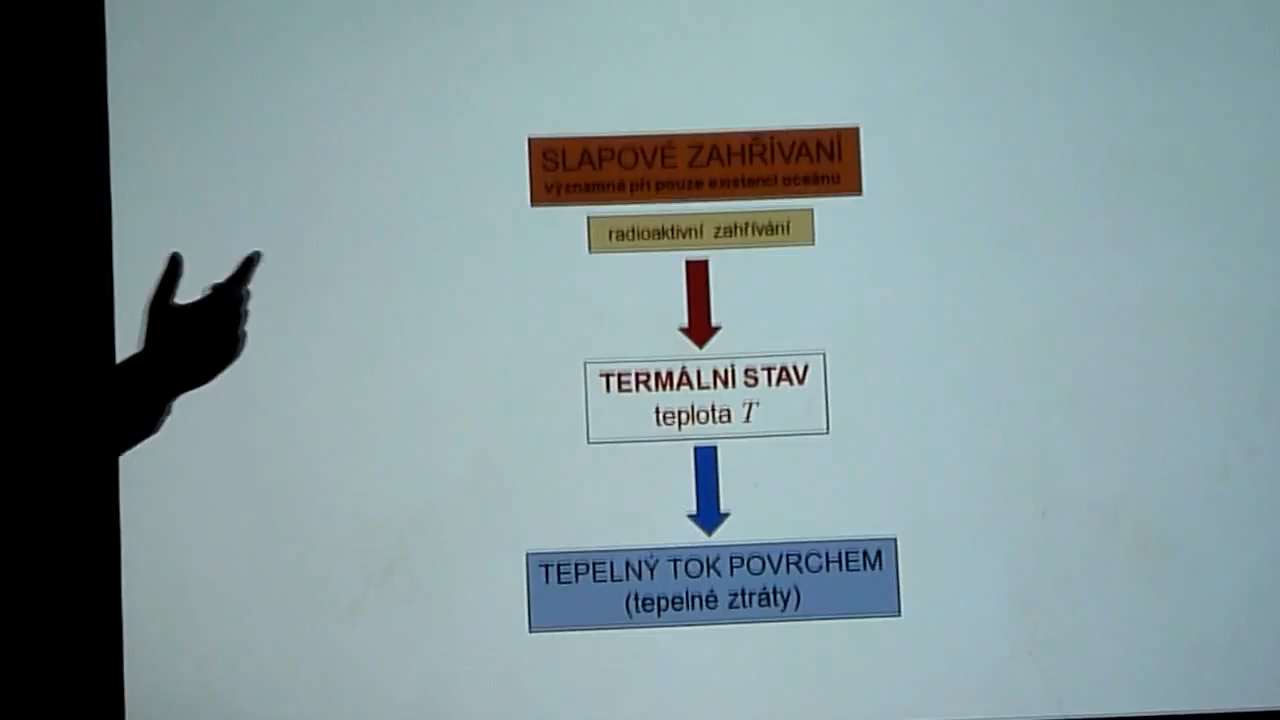 SLAPOVÉ ZAHŘÍVANÍ
významné při pouze existenci oceánu
radioaktivní zahřívání
TERMÁLNÍ STAV
teplota T
TEPELNÝ TOK POVRCHEM
(tepelné ztráty)